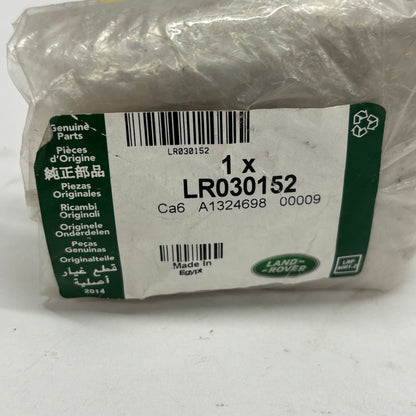 Genuine
Parts
Pièces
d'Origine
純正部品
Piezas
Originales
Ricambi
Originali
Originele
Onderdelen
Peças
Genuinas
Originalteile
قطع غيار
أصلية
2014
LR030152
1 x
LR030152
Ca6 A1324698 00009
Made In
Egypt
LAND-
-ROVER